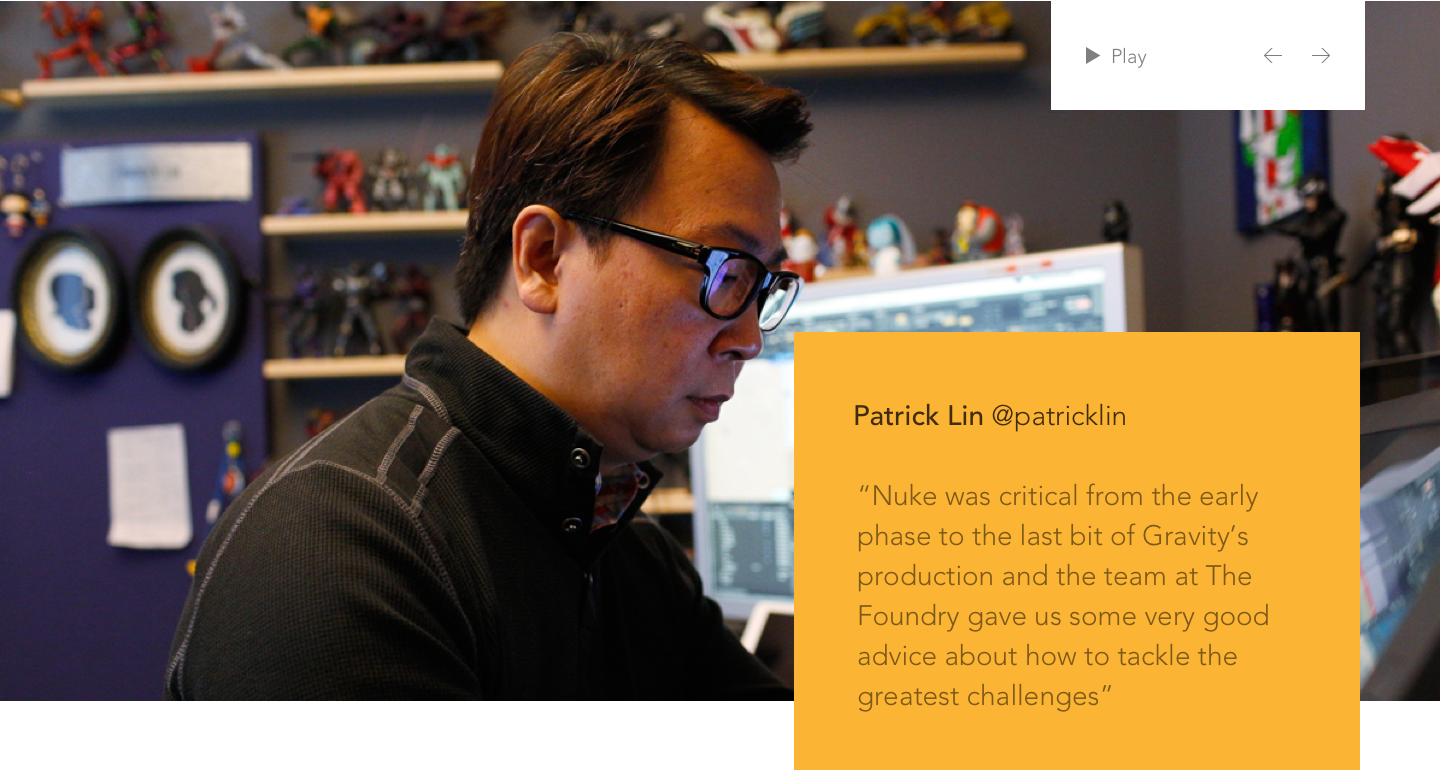 Play
Patrick Lin @patricklin
“Nuke was critical from the early
phase to the last bit of Gravity’s
production and the team at The
Foundry gave us some very good
advice about how to tackle the
greatest challenges”